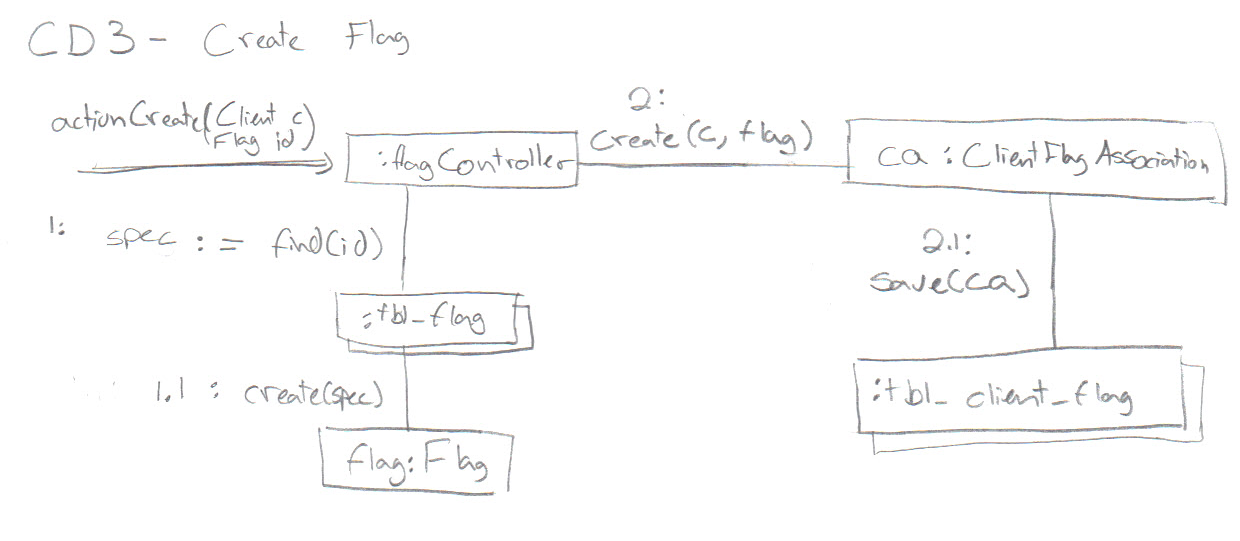 CD3 - Create Flag
actionCreate(Client c
Flag id)
:flagController
2:
Create(c, flag)
ca : ClientFlagAssociation
1:
spec := find(id)
:tbl_flag
2.1:
save(ca)
1.1 : create(spec)
:tbl_client_flag
flag:Flag